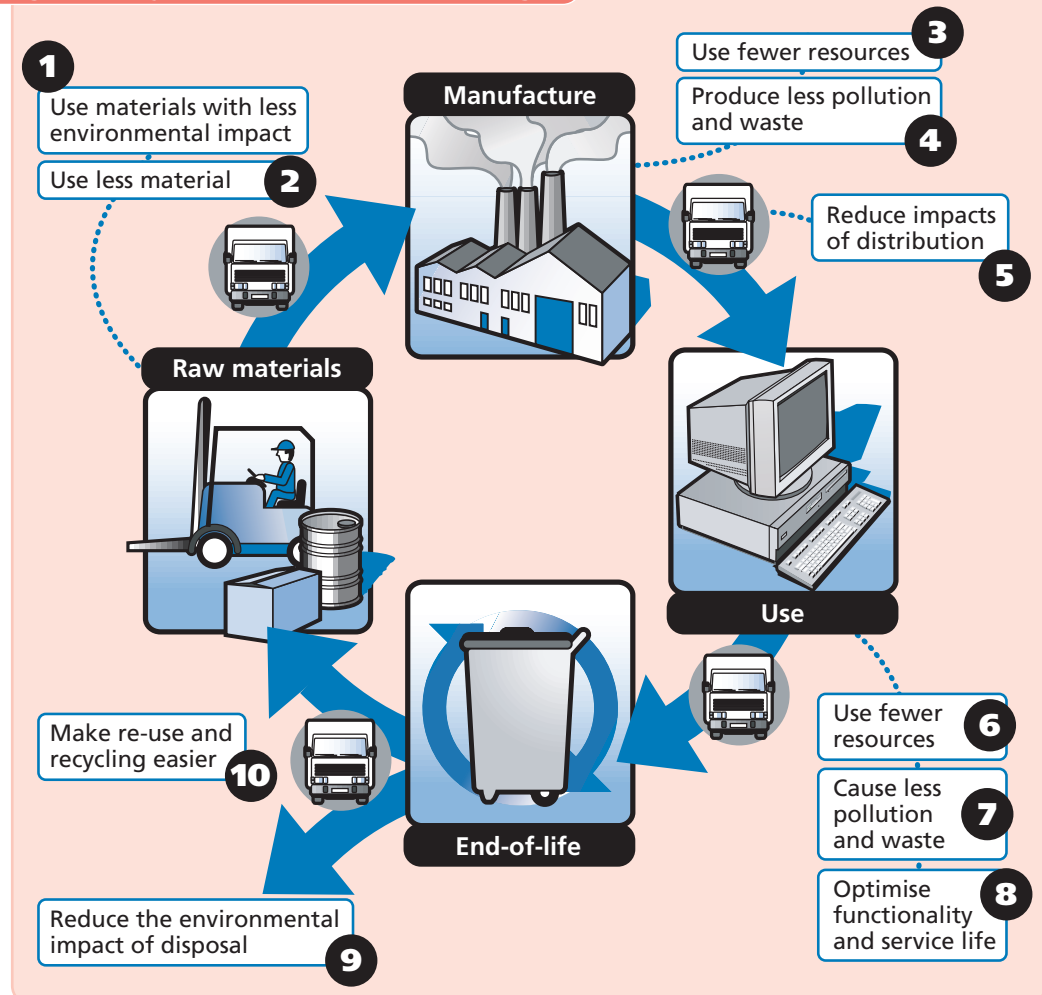 1
Use materials with less
environmental impact
Use less material
2
Manufacture
Use fewer resources
3
Produce less pollution
and waste
4
Reduce impacts
of distribution
5
Raw materials
Use
Use fewer
resources
6
Cause less
pollution
and waste
7
Optimise
functionality
and service life
8
End-of-life
Make re-use and
recycling easier
10
Reduce the environmental
impact of disposal
9